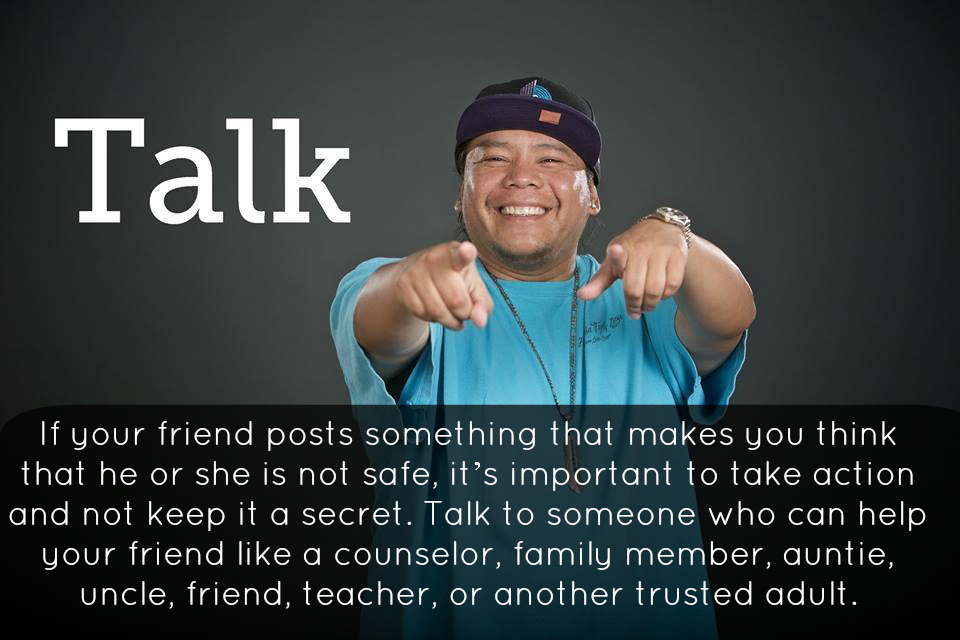 Talk
If your friend posts something that makes you think
that he or she is not safe, it’s important to take action
and not keep it a secret. Talk to someone who can help
your friend like a counselor, family member, auntie,
uncle, friend, teacher, or another trusted adult.